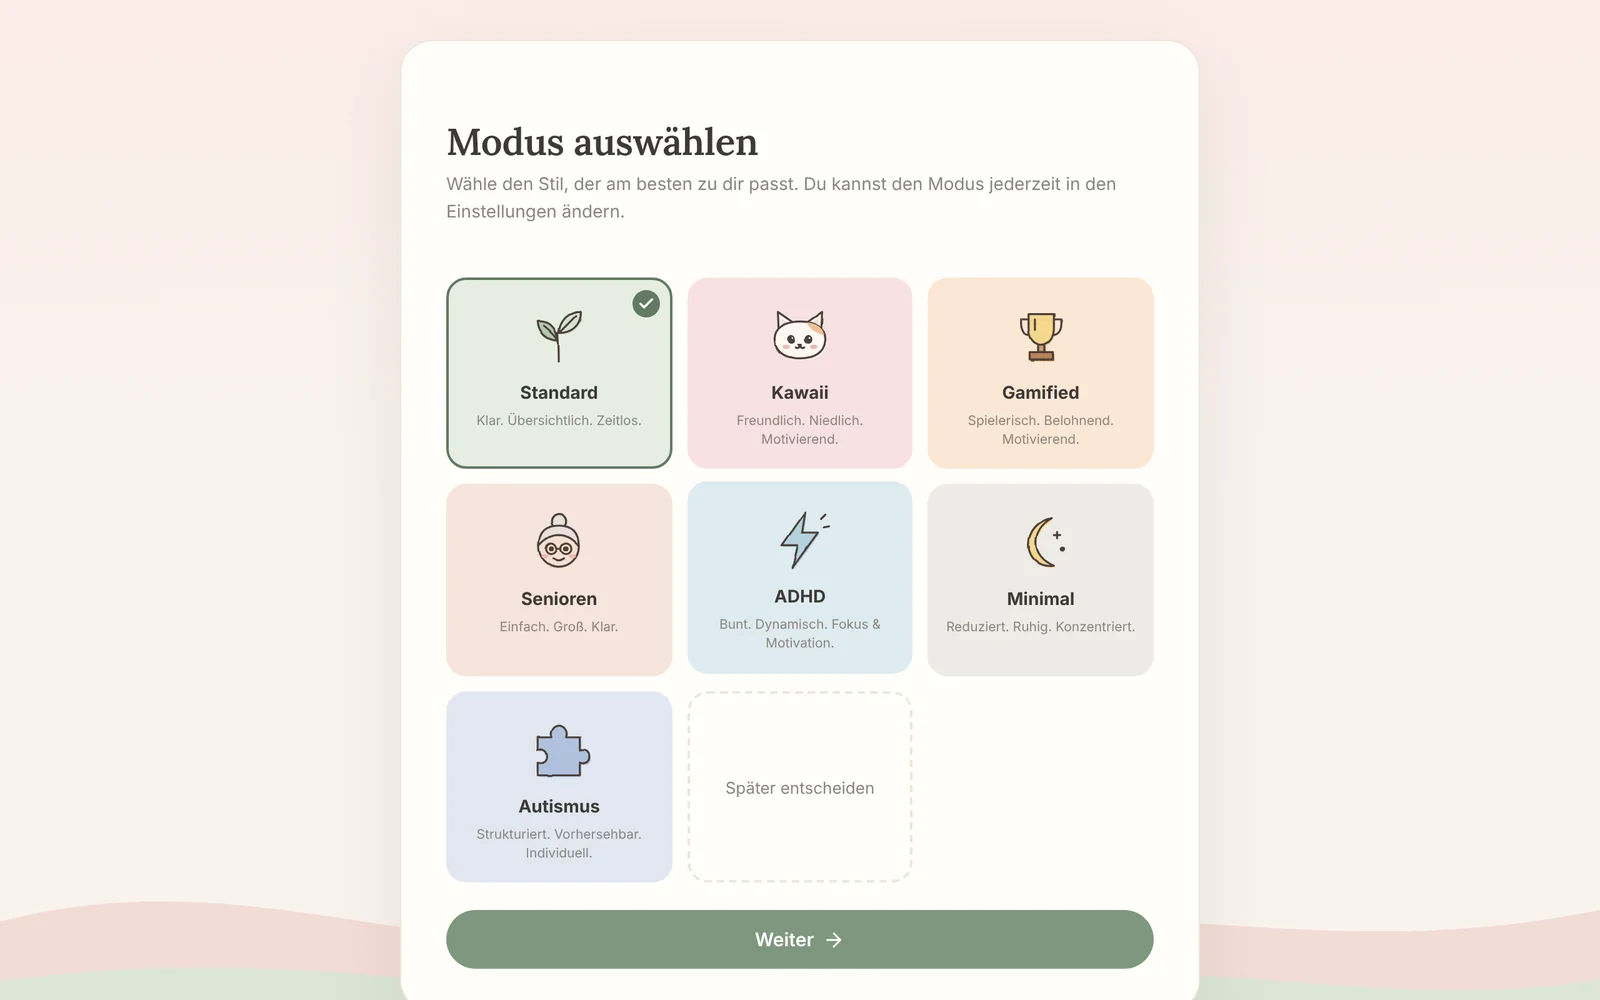 Modus auswählen
Wähle den Stil, der am besten zu dir passt. Du kannst den Modus jederzeit in den
Einstellungen ändern.
Standard
Klar. Übersichtlich. Zeitlos.
Kawaii
Freundlich. Niedlich.
Motivierend.
Gamified
Spielerisch. Belohnend.
Motivierend.
Senioren
Einfach. Groß. Klar.
ADHD
Bunt. Dynamisch. Fokus &
Motivation.
Minimal
Reduziert. Ruhig. Konzentriert.
Autismus
Strukturiert. Vorhersehbar.
Individuell.
Später entscheiden
Weiter →